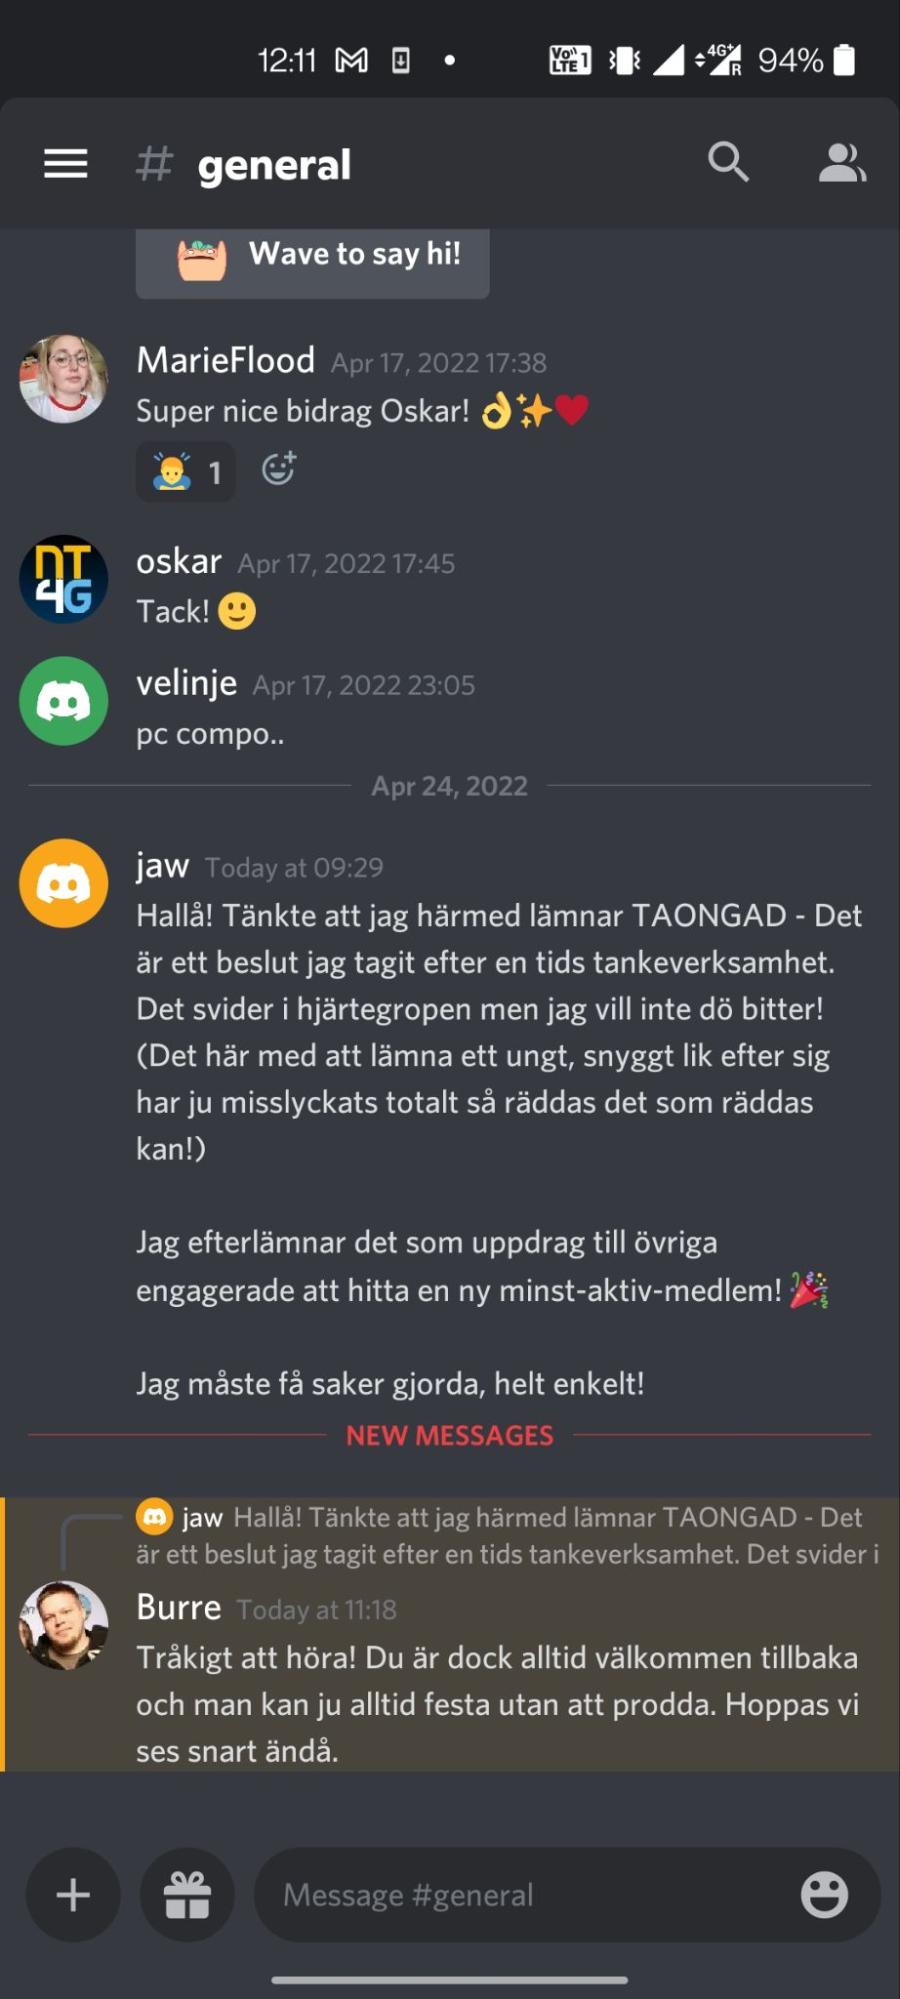 12:11
Vo 1
LTE
4G+
R
94%
# general
Wave to say hi!
MarieFlood Apr 17, 2022 17:38
Super nice bidrag Oskar! 👌✨❤️
🙇 1
DT
4G
oskar Apr 17, 2022 17:45
Tack! 🙂
velinje Apr 17, 2022 23:05
pc compo..
Apr 24, 2022
jaw Today at 09:29
Hallå! Tänkte att jag härmed lämnar TAONGAD - Det
är ett beslut jag tagit efter en tids tankeverksamhet.
Det svider i hjärtegropen men jag vill inte dö bitter!
(Det här med att lämna ett ungt, snyggt lik efter sig
har ju misslyckats totalt så räddas det som räddas
kan!)
Jag efterlämnar det som uppdrag till övriga
engagerade att hitta en ny minst-aktiv-medlem! 🎉
Jag måste få saker gjorda, helt enkelt!
NEW MESSAGES
jaw Hallå! Tänkte att jag härmed lämnar TAONGAD - Det
är ett beslut jag tagit efter en tids tankeverksamhet. Det svider i
Burre Today at 11:18
Tråkigt att höra! Du är dock alltid välkommen tillbaka
och man kan ju alltid festa utan att prodda. Hoppas vi
ses snart ändå.
Message #general